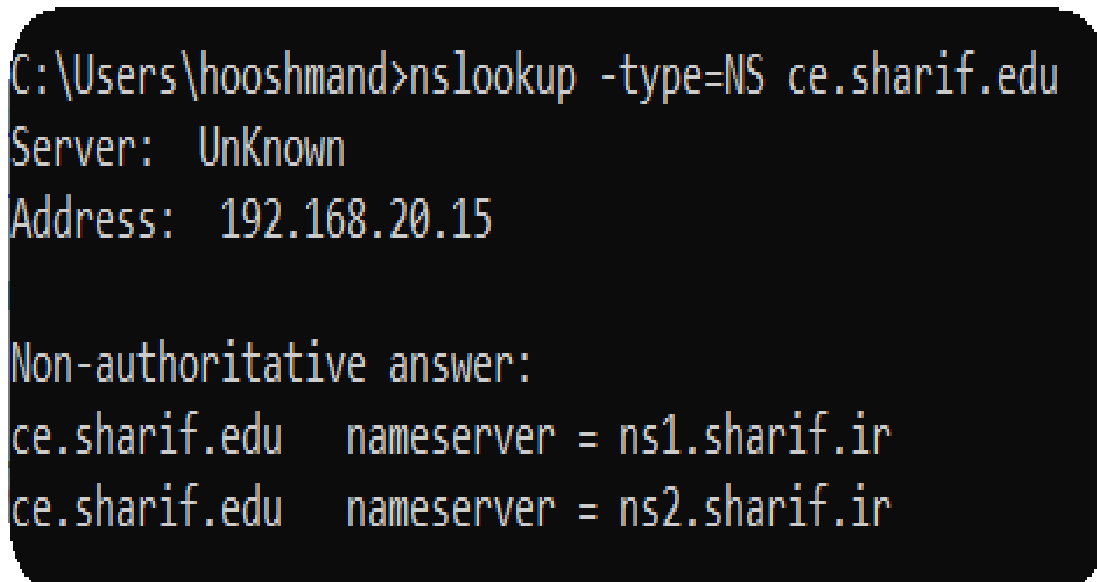 C:\Users\hooshmand>nslookup -type=NS ce.sharif.edu
Server:  UnKnown
Address:  192.168.20.15

Non-authoritative answer:
ce.sharif.edu   nameserver = ns1.sharif.ir
ce.sharif.edu   nameserver = ns2.sharif.ir